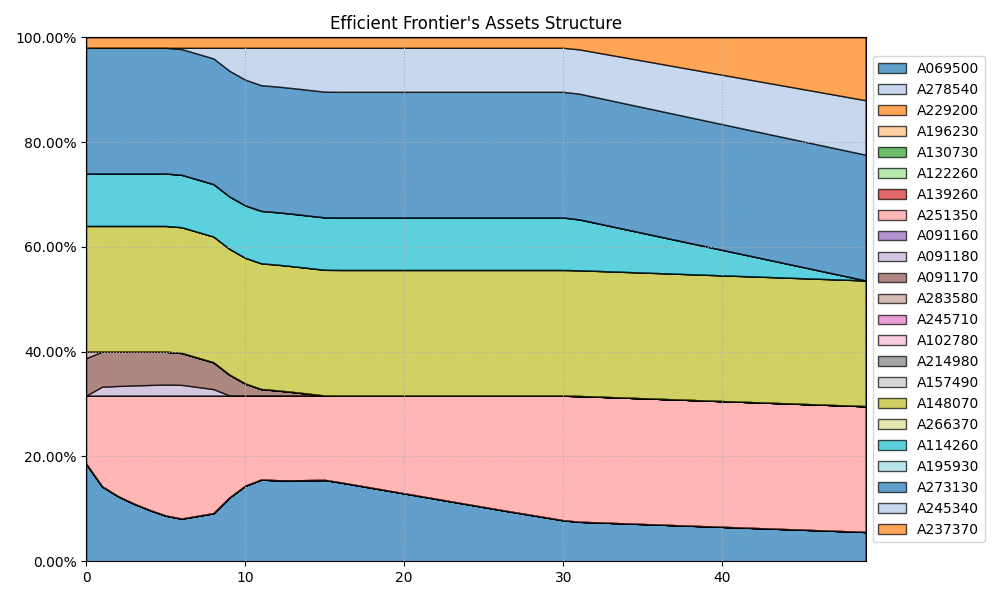 Efficient Frontier's Assets Structure
100.00%
80.00%
60.00%
40.00%
20.00%
0.00%
0
10
20
30
40
A069500
A278540
A229200
A196230
A130730
A122260
A139260
A251350
A091160
A091180
A091170
A283580
A245710
A102780
A214980
A157490
A148070
A266370
A114260
A195930
A273130
A245340
A237370